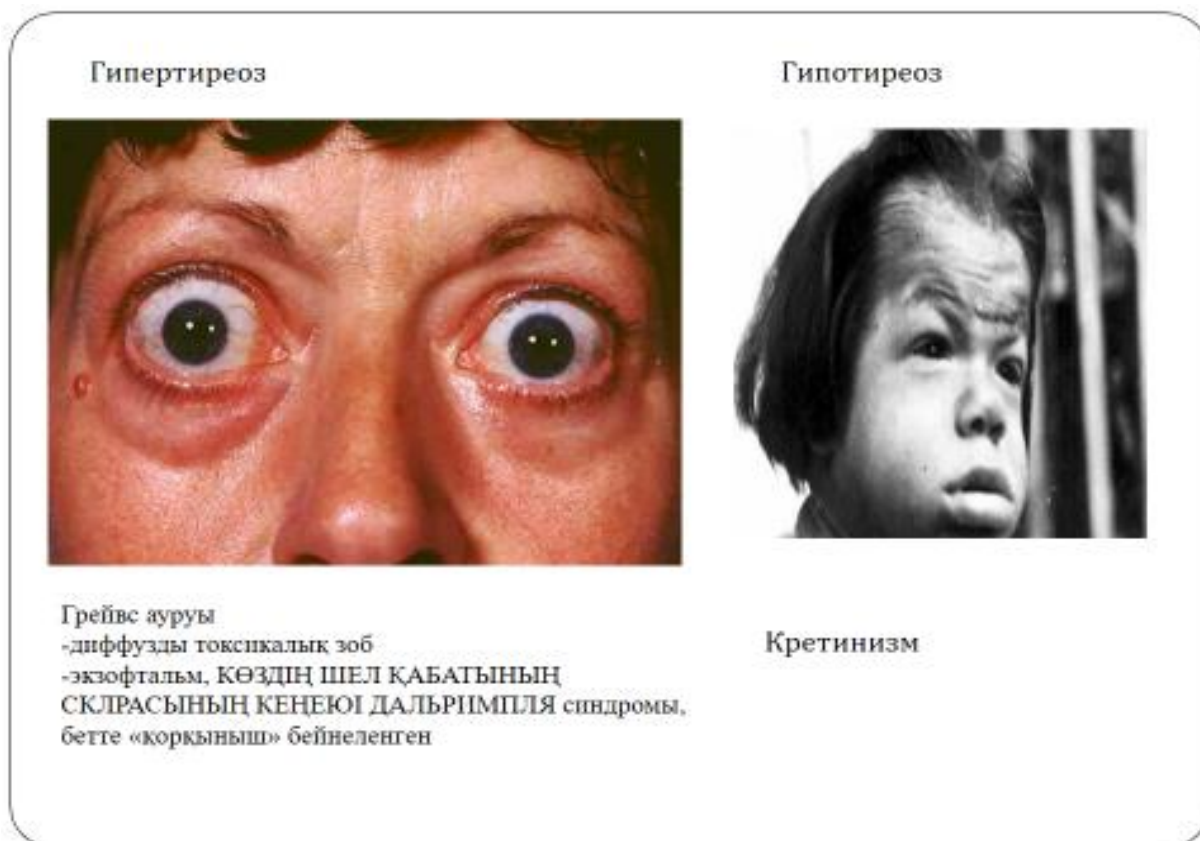 Гипертиреоз
Гипотиреоз
Грейвс ауруы
-диффузды токсикалық зоб
-экзофтальм, КӨЗДІҢ ШЕЛ ҚАБАТЫНЫҢ
СКЛРАСЫНЫҢ КЕҢЕЮІ ДАЛЬРИМПЛЯ синдромы,
бетте «қорқыныш» бейнеленген
Кретинизм